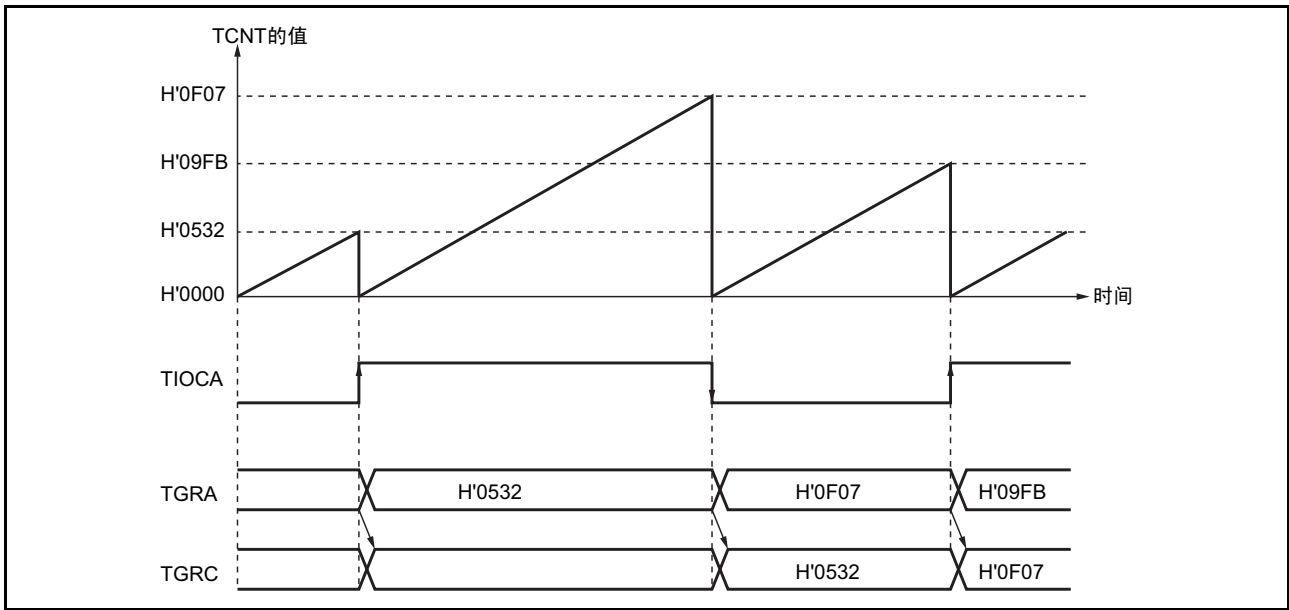 TCNT的值
H'0F07
H'09FB
H'0532
H'0000
时间
TIOCA
TGRA H'0532 H'0F07 H'09FB
TGRC H'0532 H'0F07